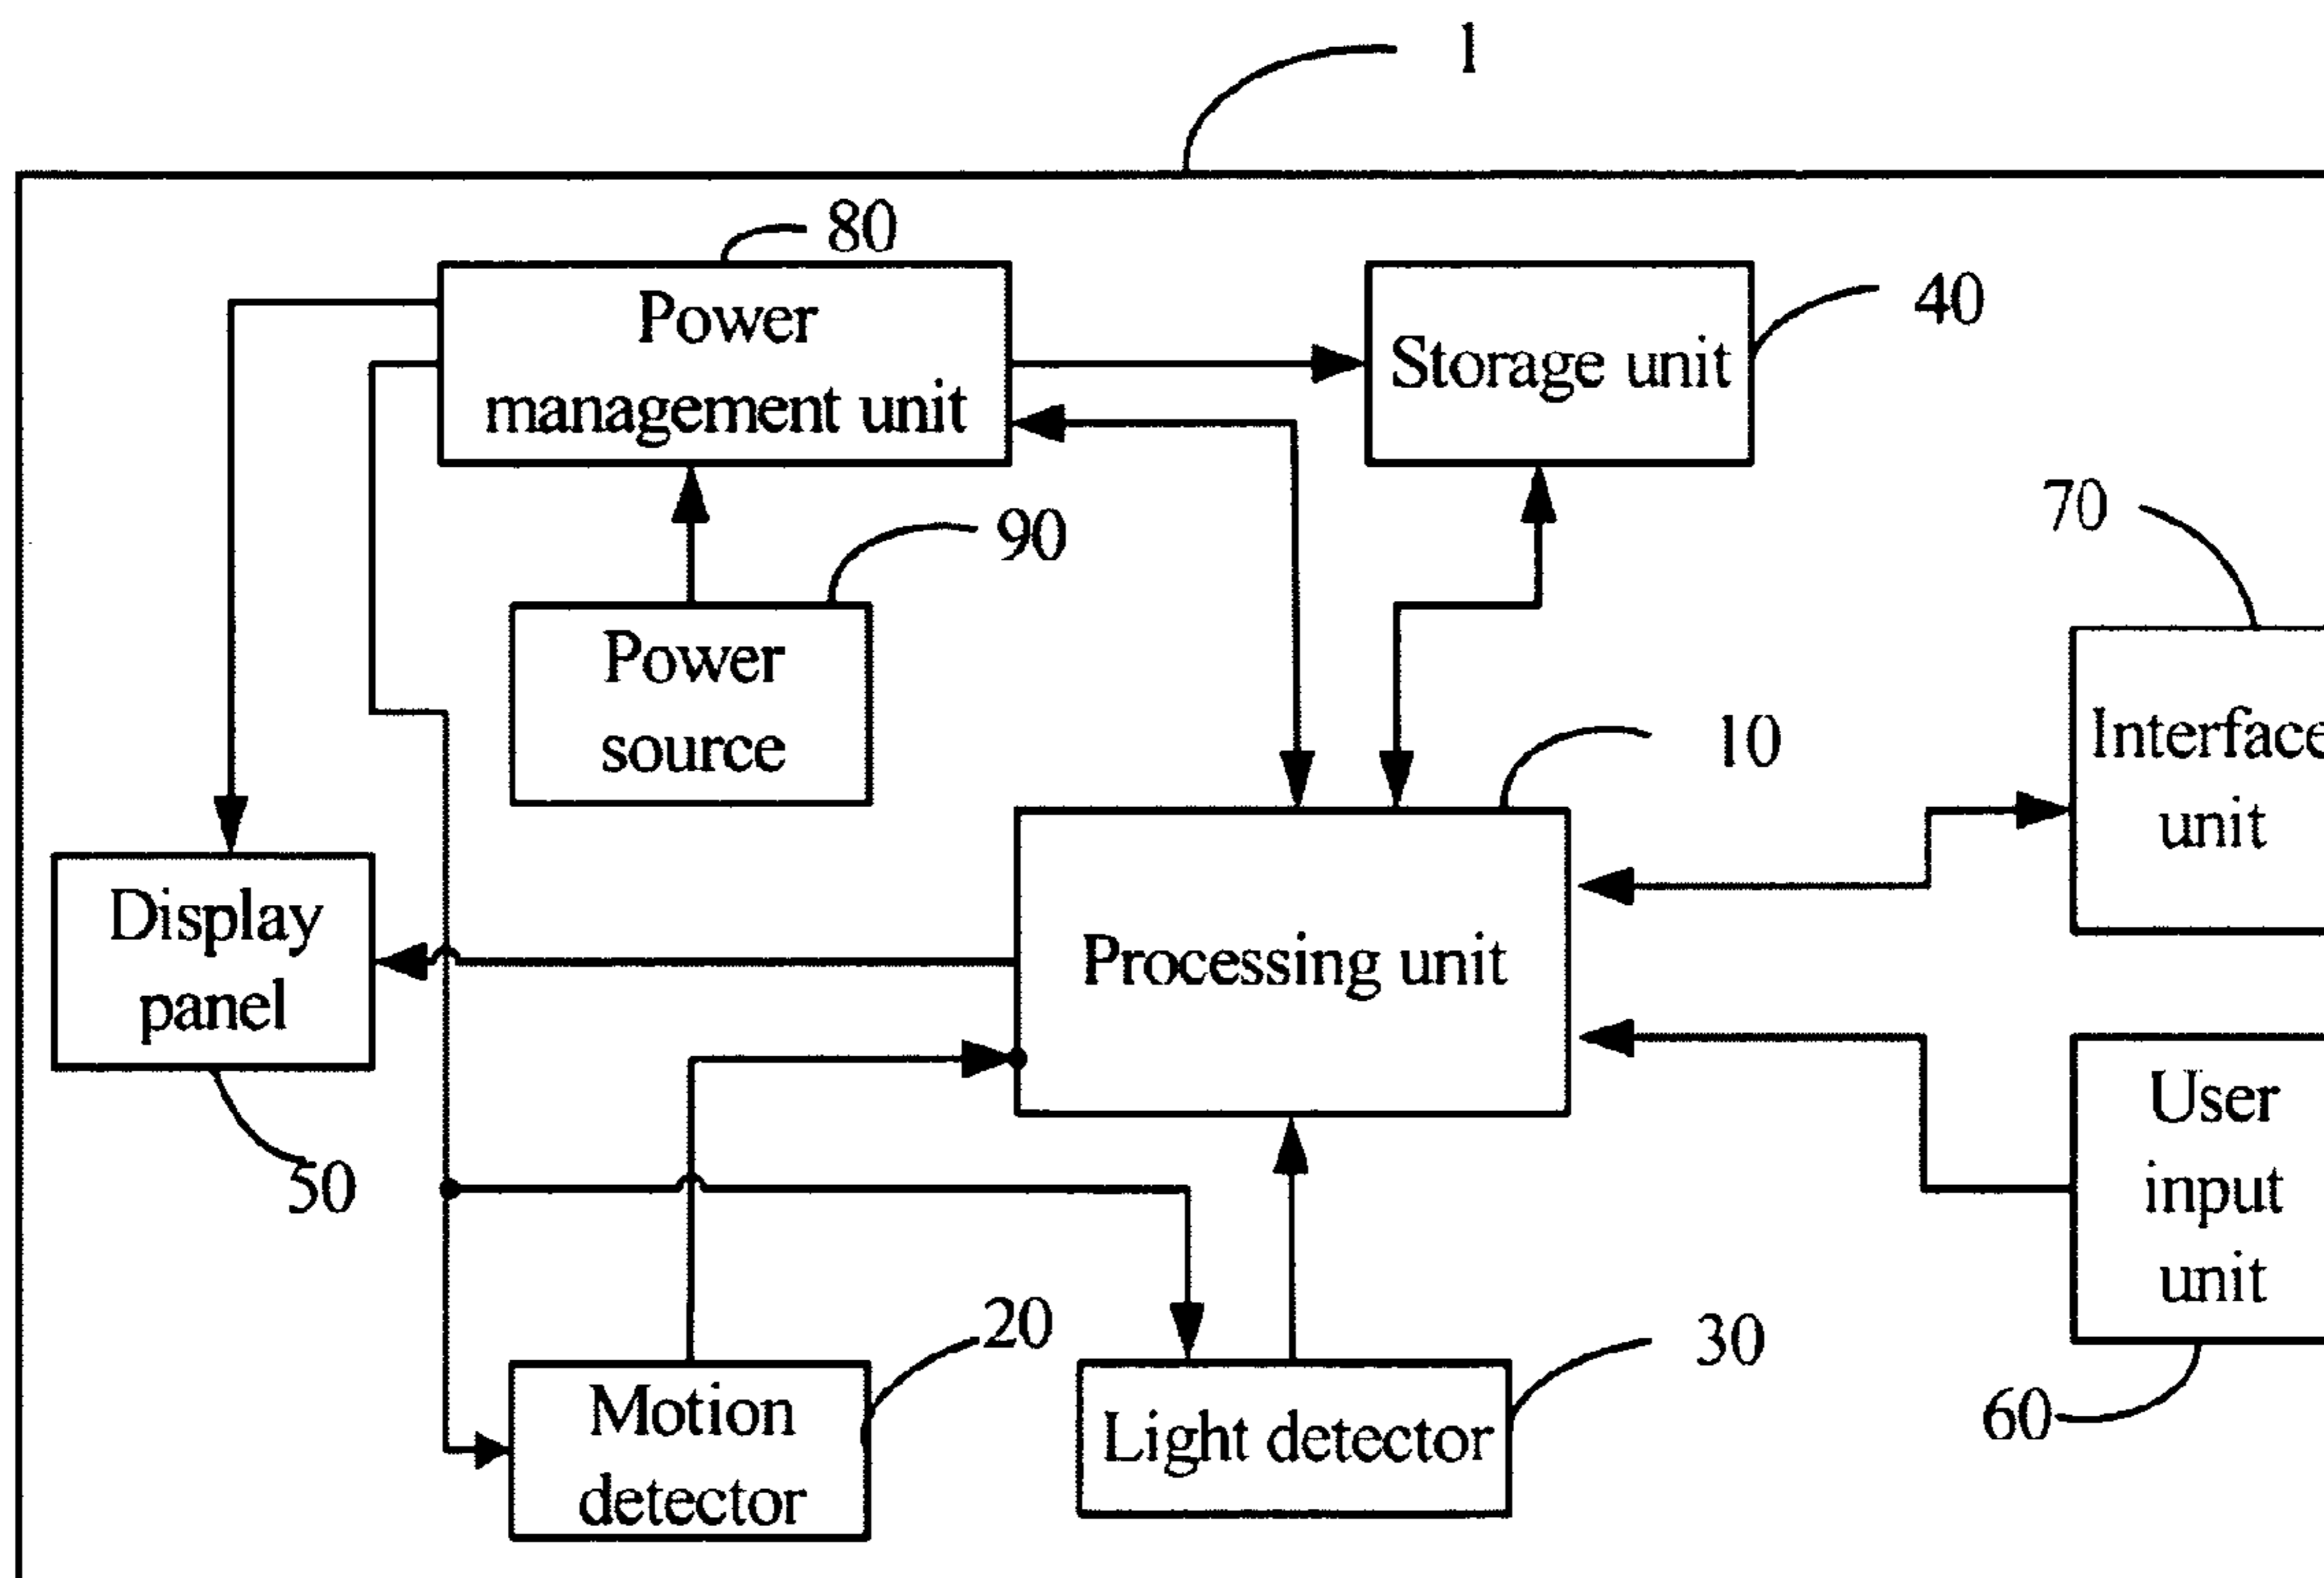 1
80
Power
management unit
Storage unit
40
90
Power
source
70
Interface
unit
10
Display
panel
Processing unit
50
User
input
unit
20
Motion
detector
30
Light detector
60